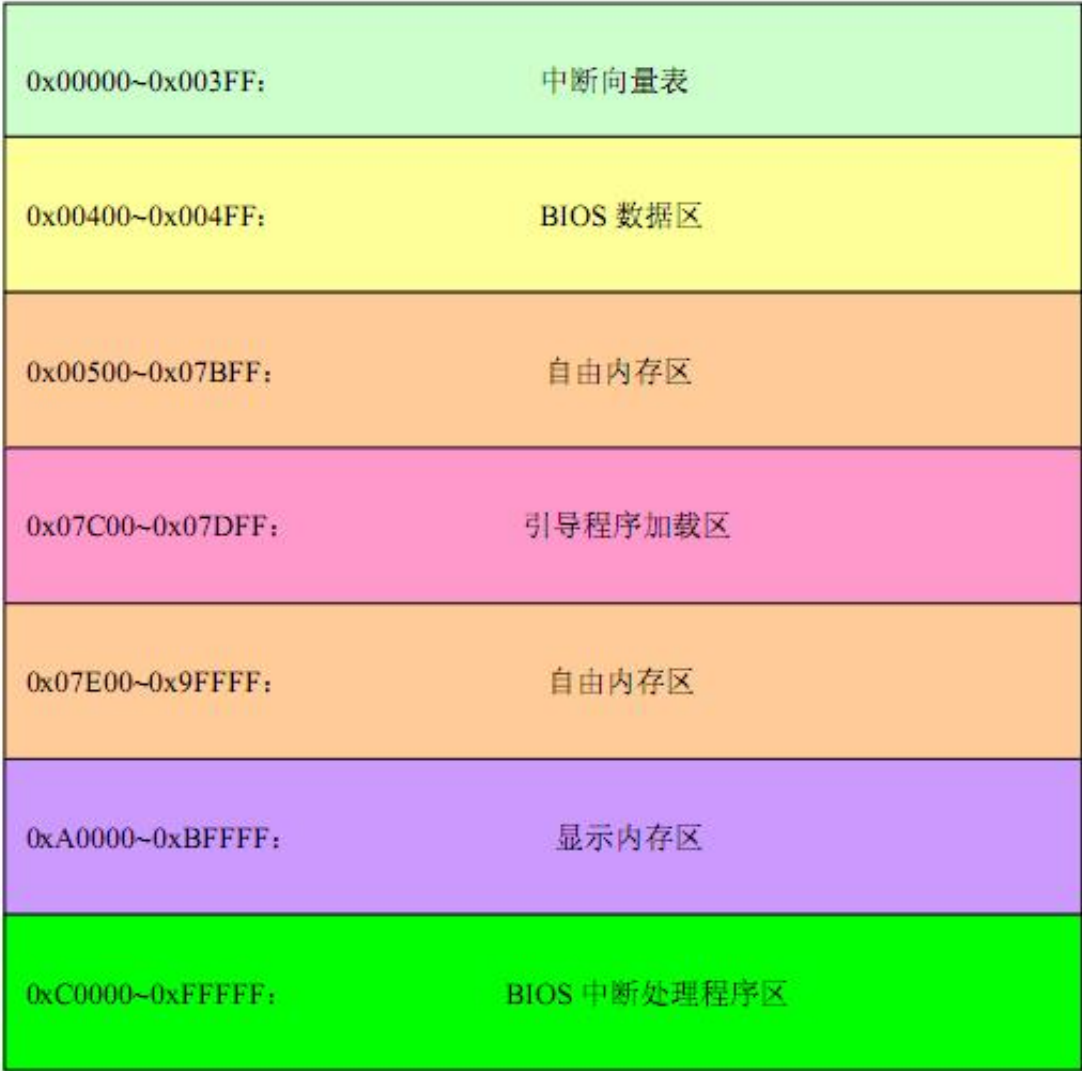 0x00000~0x003FF： 中断向量表
0x00400~0x004FF： BIOS 数据区
0x00500~0x07BFF： 自由内存区
0x07C00~0x07DFF： 引导程序加载区
0x07E00~0x9FFFF： 自由内存区
0xA0000~0xBFFFF： 显示内存区
0xC0000~0xFFFFF： BIOS 中断处理程序区